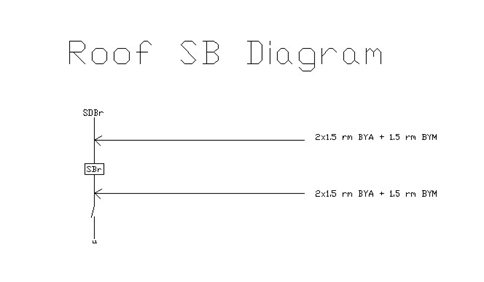 Roof SB Diagram
SDBr
2x1.5 rm BYA + 1.5 rm BYM
SBr
2x1.5 rm BYA + 1.5 rm BYM
u